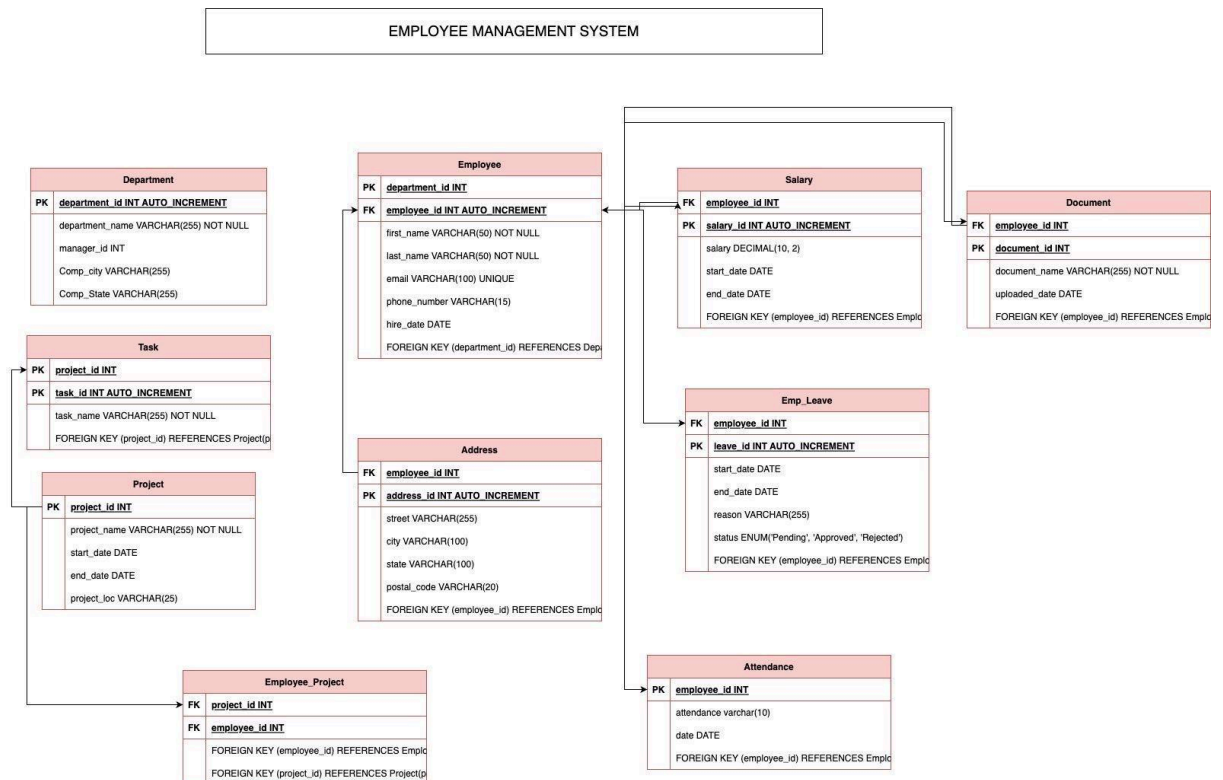 EMPLOYEE MANAGEMENT SYSTEM
Department
PK department_id INT AUTO_INCREMENT
department_name VARCHAR(255) NOT NULL
manager_id INT
Comp_city VARCHAR(255)
Comp_State VARCHAR(255)
Employee
PK department_id INT
FK employee_id INT AUTO_INCREMENT
first_name VARCHAR(50) NOT NULL
last_name VARCHAR(50) NOT NULL
email VARCHAR(100) UNIQUE
phone_number VARCHAR(15)
hire_date DATE
FOREIGN KEY (department_id) REFERENCES Depa
Salary
FK employee_id INT
PK salary_id INT AUTO_INCREMENT
salary DECIMAL(10, 2)
start_date DATE
end_date DATE
FOREIGN KEY (employee_id) REFERENCES Emplo
Document
FK employee_id INT
PK document_id INT
document_name VARCHAR(255) NOT NULL
uploaded_date DATE
FOREIGN KEY (employee_id) REFERENCES Emplo
Task
PK project_id INT
PK task_id INT AUTO_INCREMENT
task_name VARCHAR(255) NOT NULL
FOREIGN KEY (project_id) REFERENCES Project(p
Project
PK project_id INT
project_name VARCHAR(255) NOT NULL
start_date DATE
end_date DATE
project_loc VARCHAR(25)
Address
FK employee_id INT
PK address_id INT AUTO_INCREMENT
street VARCHAR(255)
city VARCHAR(100)
state VARCHAR(100)
postal_code VARCHAR(20)
FOREIGN KEY (employee_id) REFERENCES Emplo
Emp_Leave
FK employee_id INT
PK leave_id INT AUTO_INCREMENT
start_date DATE
end_date DATE
reason VARCHAR(255)
status ENUM('Pending', 'Approved', 'Rejected')
FOREIGN KEY (employee_id) REFERENCES Emplo
Employee_Project
FK project_id INT
FK employee_id INT
FOREIGN KEY (employee_id) REFERENCES Emplo
FOREIGN KEY (project_id) REFERENCES Project(p
Attendance
PK employee_id INT
attendance varchar(10)
date DATE
FOREIGN KEY (employee_id) REFERENCES Emplo